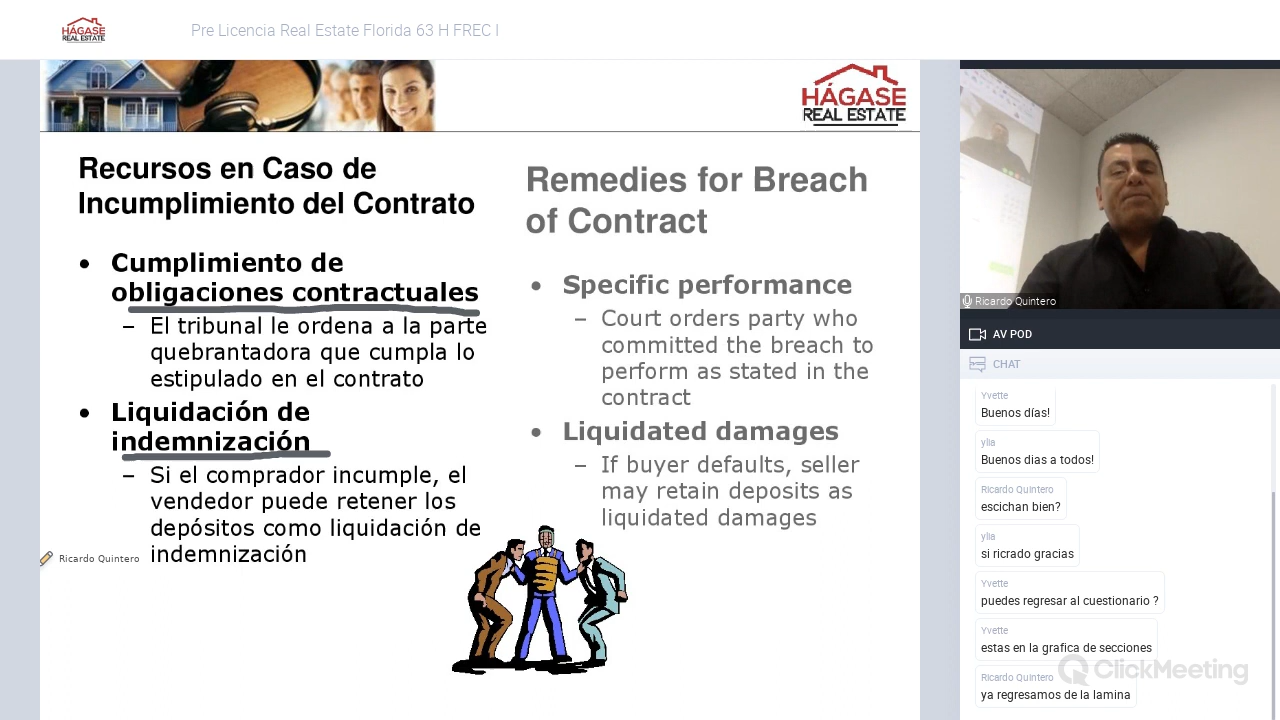 HÁGASE
REAL ESTATE
Pre Licencia Real Estate Florida 63 H FREC I
HÁGASE
REAL ESTATE
Recursos en Caso de
Incumplimiento del Contrato
• Cumplimiento de
obligaciones contractuales
– El tribunal le ordena a la parte
quebrantadora que cumpla lo
estipulado en el contrato
• Liquidación de
indemnización
– Si el comprador incumple, el
vendedor puede retener los
depósitos como liquidación de
indemnización
Ricardo Quintero
Remedies for Breach
of Contract
• Specific performance
– Court orders party who
committed the breach to
perform as stated in the
contract
• Liquidated damages
– If buyer defaults, seller
may retain deposits as
liquidated damages
Ricardo Quintero
AV POD
CHAT
Yvette
Buenos días!
ylia
Buenos dias a todos!
Ricardo Quintero
escichan bien?
ylia
si ricrado gracias
Yvette
puedes regresar al cuestionario ?
Yvette
estas en la grafica de secciones
Ricardo Quintero
ya regresamos de la lamina
ClickMeeting